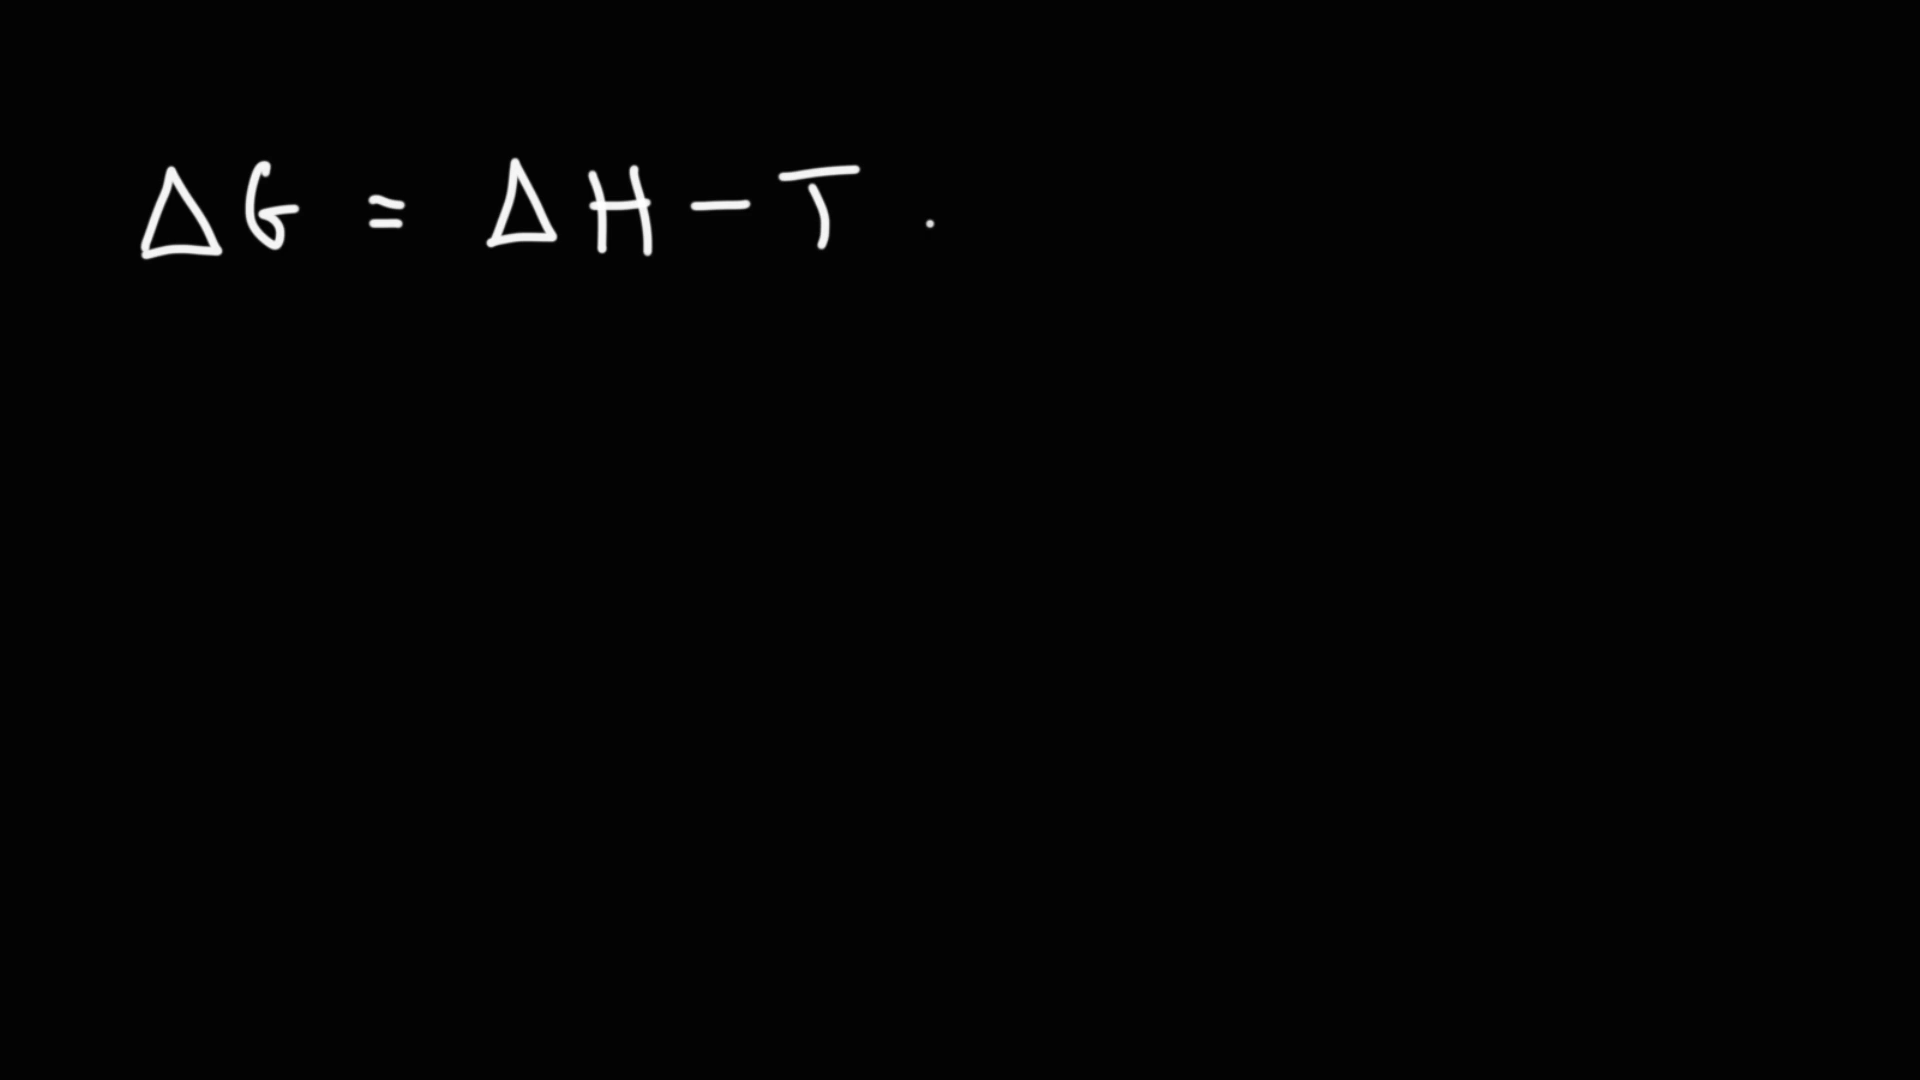 ΔG = ΔH - T .